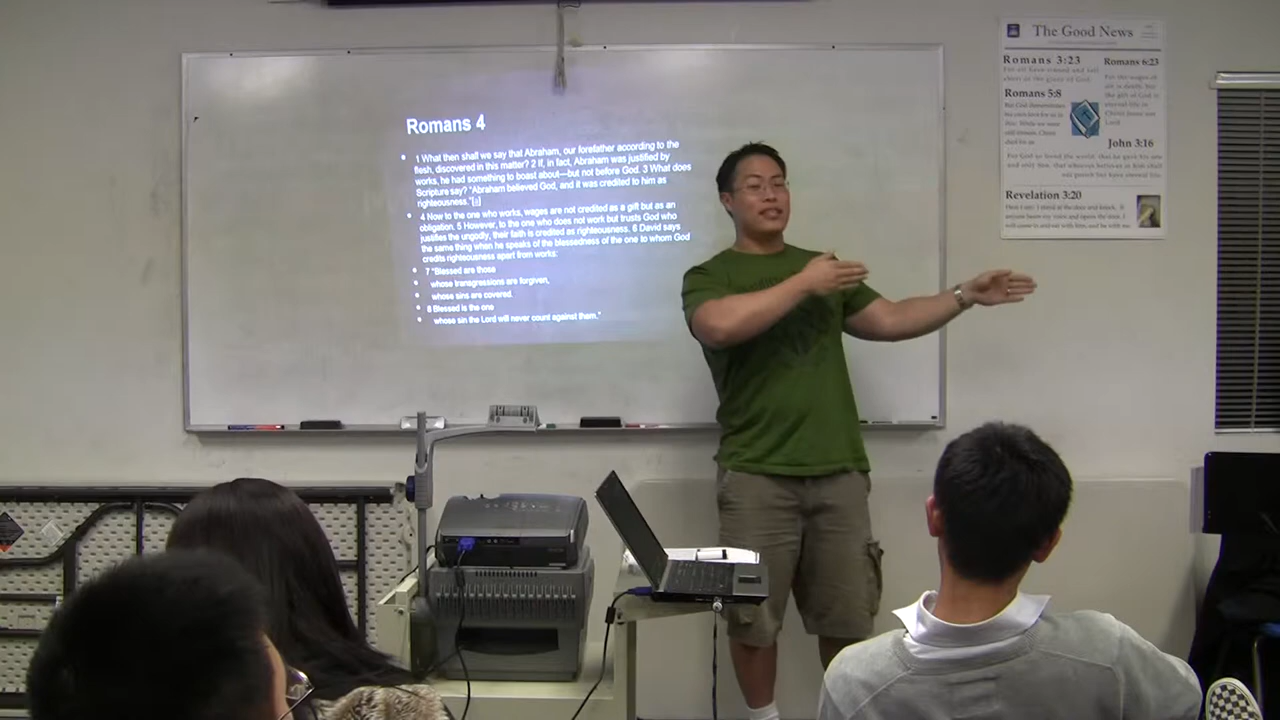 Romans 4
1 What then shall we say that Abraham, our forefather according to the
flesh, discovered in this matter? 2 If, in fact, Abraham was justified by
works, he had something to boast about—but not before God. 3 What does
Scripture say? "Abraham believed God, and it was credited to him as
righteousness."[a]
4 Now to the one who works, wages are not credited as a gift but as an
obligation. 5 However, to the one who does not work but trusts God who
justifies the ungodly, their faith is credited as righteousness. 6 David says
the same thing when he speaks of the blessedness of the one to whom God
credits righteousness apart from works:
7 "Blessed are those
whose transgressions are forgiven,
whose sins are covered.
8 Blessed is the one
whose sin the Lord will never count against them."
The Good News
Romans 3:23
Romans 6:23
Romans 5:8
John 3:16
Revelation 3:20